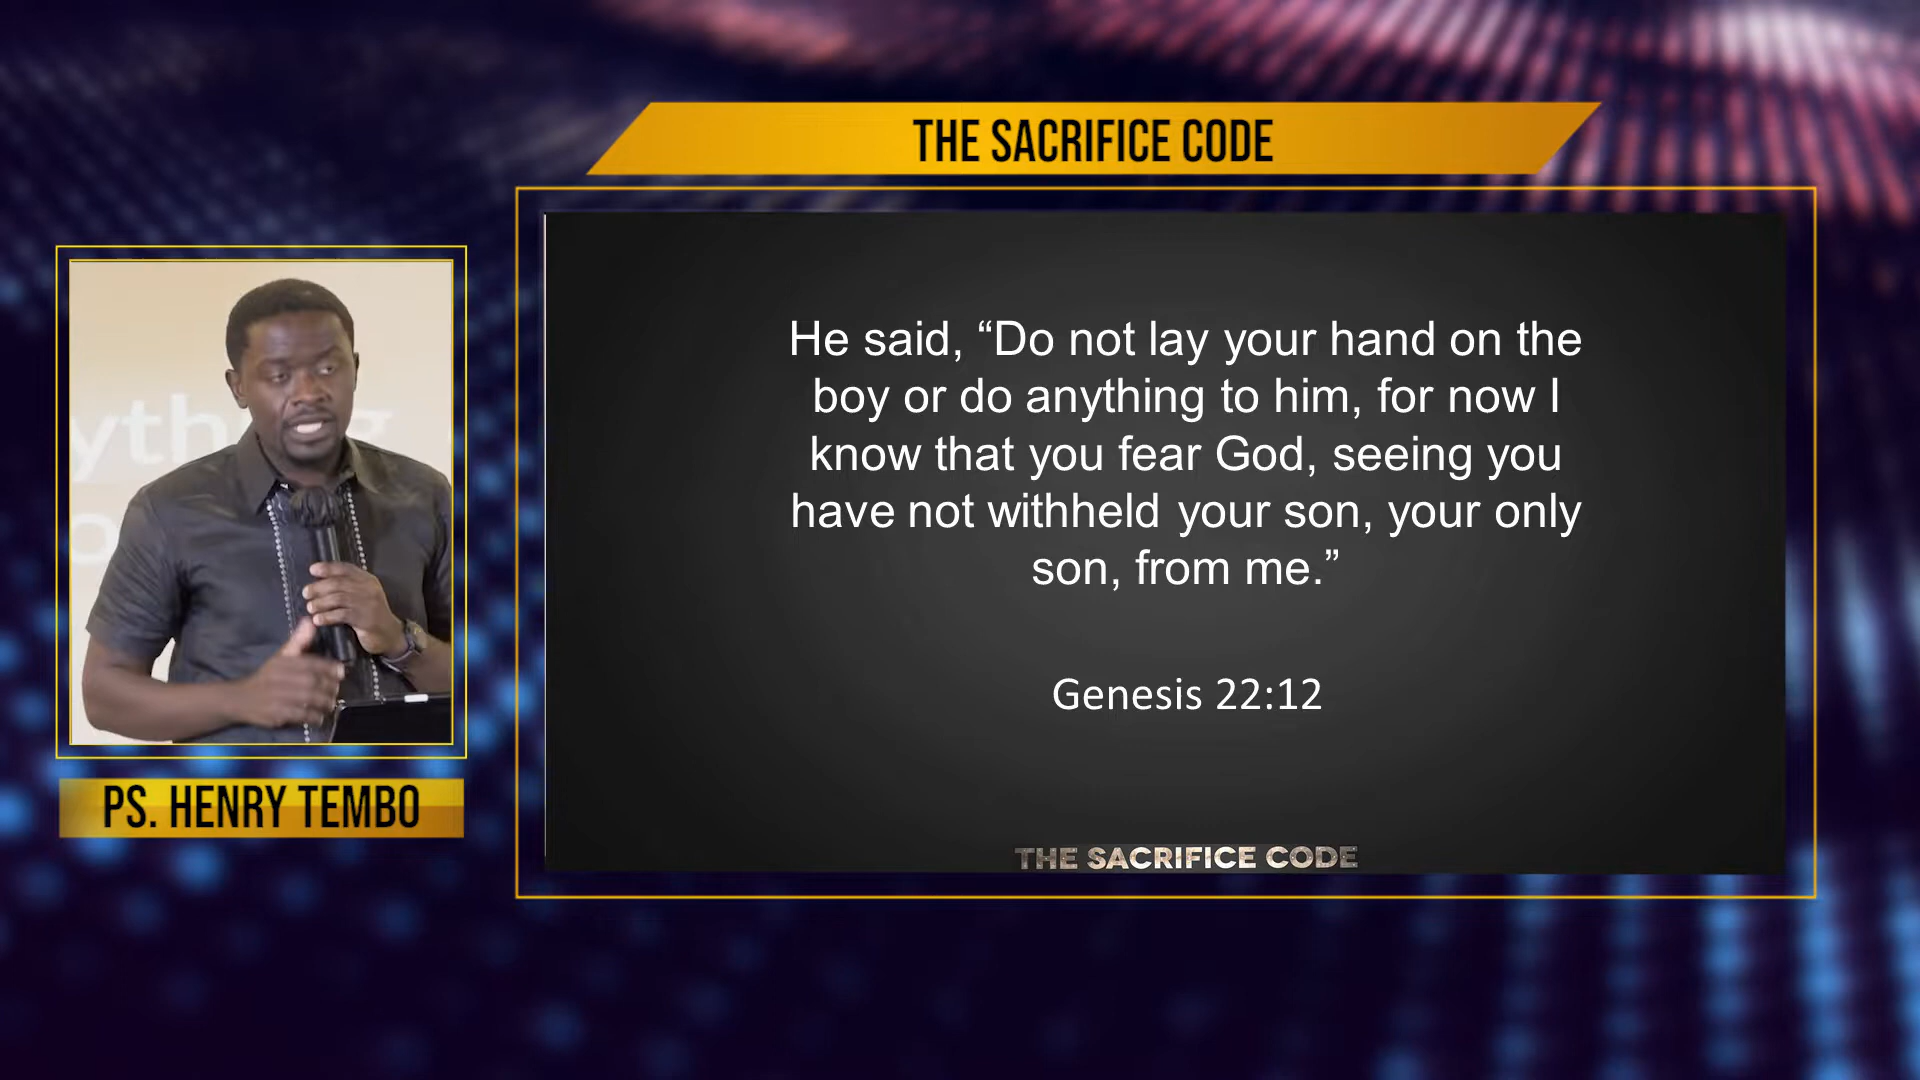 THE SACRIFICE CODE
He said, “Do not lay your hand on the
boy or do anything to him, for now I
know that you fear God, seeing you
have not withheld your son, your only
son, from me.”
Genesis 22:12
THE SACRIFICE CODE
PS. HENRY TEMBO